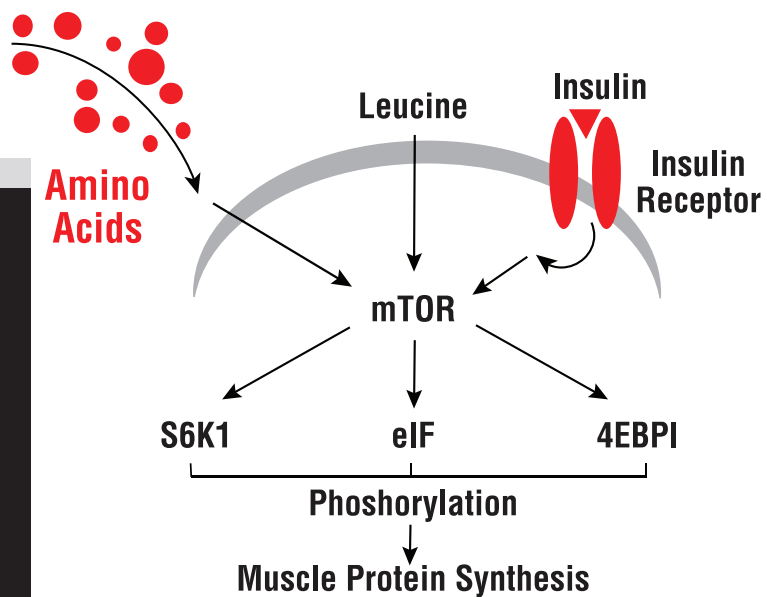 Insulin
Leucine
Insulin
Receptor
Amino
Acids
mTOR
S6K1 eIF 4EBPI
Phoshorylation
Muscle Protein Synthesis